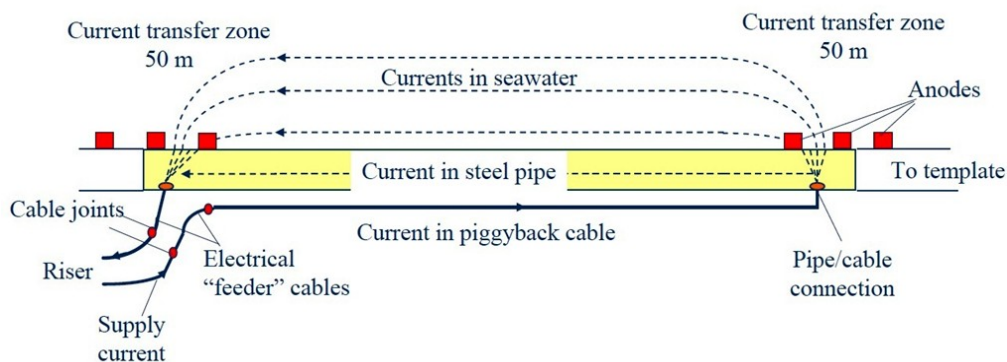 Current transfer zone
50 m
Current transfer zone
50 m
Currents in seawater
Anodes
Current in steel pipe
To template
Cable joints
Current in piggyback cable
Riser
Electrical
“feeder” cables
Pipe/cable
connection
Supply
current